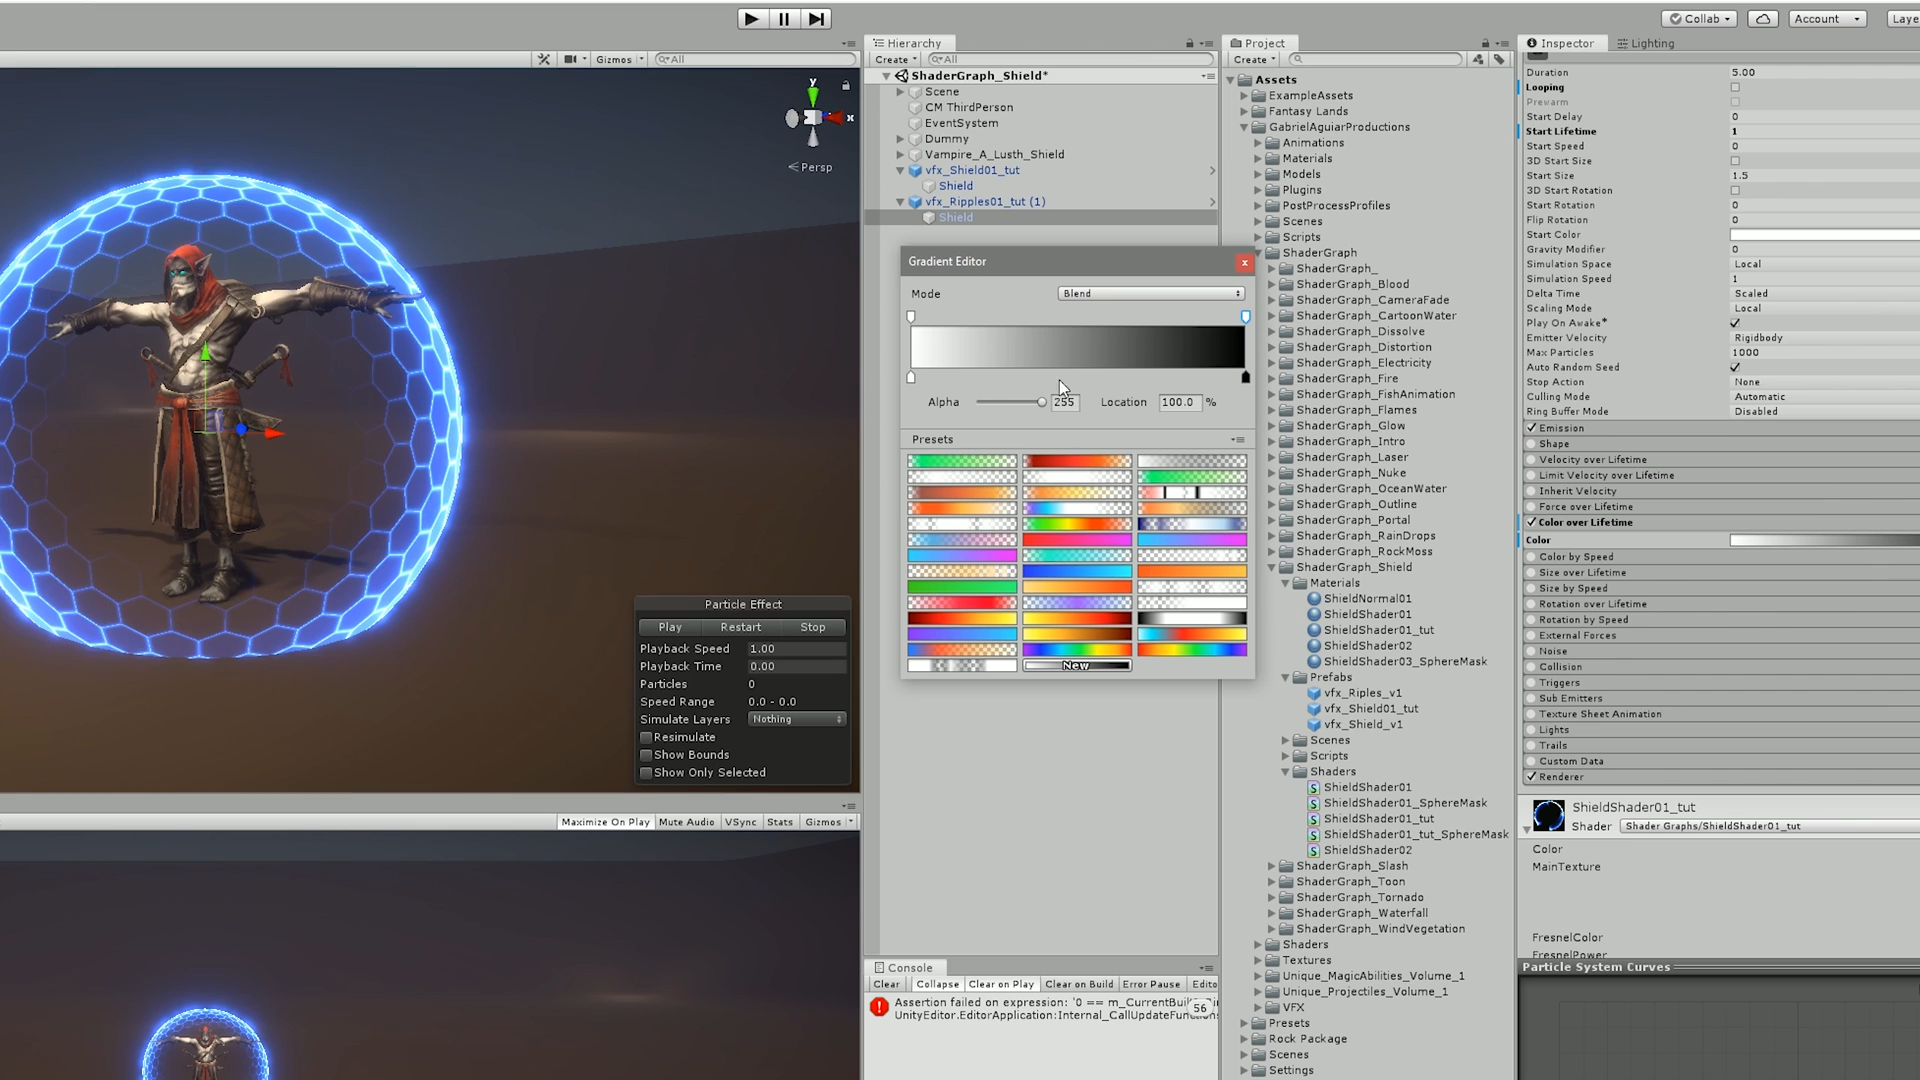 Collab
Account
Laye
Gizmos
All
y
x
Persp
Particle Effect
Play
Restart
Stop
Playback Speed 1.00
Playback Time 0.00
Particles 0
Speed Range 0.0 - 0.0
Simulate Layers Nothing
Resimulate
Show Bounds
Show Only Selected
Maximize On Play
Mute Audio
VSync
Stats
Gizmos
Hierarchy
Create
All
ShaderGraph_Shield*
Scene
CM ThirdPerson
EventSystem
Dummy
Vampire_A_Lusth_Shield
vfx_Shield01_tut
Shield
vfx_Ripples01_tut (1)
Shield
Gradient Editor
x
Mode Blend
Alpha 255 Location 100.0 %
Presets
New
Console
Clear
Collapse
Clear on Play
Clear on Build
Error Pause
Edito
Assertion failed on expression: '0 == m_CurrentBuil
56
UnityEditor.EditorApplication:Internal_CallUpdateFunctions
Project
Create
Assets
ExampleAssets
Fantasy Lands
GabrielAguiarProductions
Animations
Materials
Models
Plugins
PostProcessProfiles
Scenes
Scripts
ShaderGraph
ShaderGraph_
ShaderGraph_Blood
ShaderGraph_CameraFade
ShaderGraph_CartoonWater
ShaderGraph_Dissolve
ShaderGraph_Distortion
ShaderGraph_Electricity
ShaderGraph_Fire
ShaderGraph_FishAnimation
ShaderGraph_Flames
ShaderGraph_Glow
ShaderGraph_Intro
ShaderGraph_Laser
ShaderGraph_Nuke
ShaderGraph_OceanWater
ShaderGraph_Outline
ShaderGraph_Portal
ShaderGraph_RainDrops
ShaderGraph_RockMoss
ShaderGraph_Shield
Materials
ShieldNormal01
ShieldShader01
ShieldShader01_tut
ShieldShader02
ShieldShader03_SphereMask
Prefabs
vfx_Riples_v1
vfx_Shield01_tut
vfx_Shield_v1
Scenes
Scripts
Shaders
ShieldShader01
ShieldShader01_SphereMask
ShieldShader01_tut
ShieldShader01_tut_SphereMask
ShieldShader02
ShaderGraph_Slash
ShaderGraph_Toon
ShaderGraph_Tornado
ShaderGraph_Waterfall
ShaderGraph_WindVegetation
Shaders
Textures
Unique_MagicAbilities_Volume_1
Unique_Projectiles_Volume_1
VFX
Presets
Rock Package
Scenes
Settings
Inspector
Lighting
Duration 5.00
Looping
Prewarm
Start Delay 0
Start Lifetime 1
Start Speed 0
3D Start Size
Start Size 1.5
3D Start Rotation
Start Rotation 0
Flip Rotation 0
Start Color
Gravity Modifier 0
Simulation Space Local
Simulation Speed 1
Delta Time Scaled
Scaling Mode Local
Play On Awake*
Emitter Velocity Rigidbody
Max Particles 1000
Auto Random Seed
Stop Action None
Culling Mode Automatic
Ring Buffer Mode Disabled
Emission
Shape
Velocity over Lifetime
Limit Velocity over Lifetime
Inherit Velocity
Force over Lifetime
Color over Lifetime
Color
Color by Speed
Size over Lifetime
Size by Speed
Rotation over Lifetime
Rotation by Speed
External Forces
Noise
Collision
Triggers
Sub Emitters
Texture Sheet Animation
Lights
Trails
Custom Data
Renderer
ShieldShader01_tut
Shader Shader Graphs/ShieldShader01_tut
Color
MainTexture
FresnelColor
FresnelPower
Particle System Curves